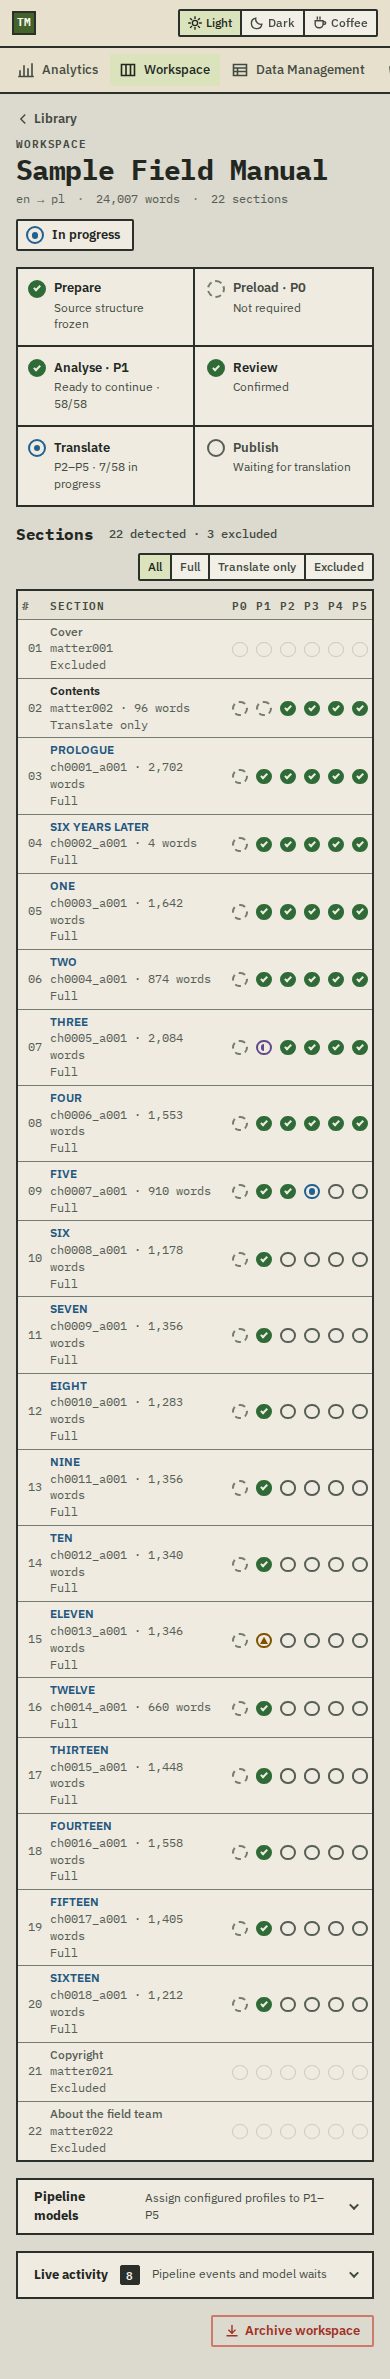 TM
Light Dark Coffee
Analytics Workspace Data Management
Library
WORKSPACE
Sample Field Manual
en → pl · 24,007 words · 22 sections
In progress
Prepare
Source structure
frozen
Preload · P0
Not required
Analyse · P1
Ready to continue ·
58/58
Review
Confirmed
Translate
P2–P5 · 7/58 in
progress
Publish
Waiting for translation
Sections 22 detected · 3 excluded
All Full Translate only Excluded
# SECTION P0 P1 P2 P3 P4 P5
Cover
01 matter001
Excluded
Contents
02 matter002 · 96 words
Translate only
PROLOGUE
ch0001_a001 · 2,702
03 words
Full
SIX YEARS LATER
04 ch0002_a001 · 4 words
Full
ONE
ch0003_a001 · 1,642
05 words
Full
TWO
06 ch0004_a001 · 874 words
Full
THREE
ch0005_a001 · 2,084
07 words
Full
FOUR
ch0006_a001 · 1,553
08 words
Full
FIVE
09 ch0007_a001 · 910 words
Full
SIX
ch0008_a001 · 1,178
10 words
Full
SEVEN
ch0009_a001 · 1,356
11 words
Full
EIGHT
ch0010_a001 · 1,283
12 words
Full
NINE
ch0011_a001 · 1,356
13 words
Full
TEN
ch0012_a001 · 1,340
14 words
Full
ELEVEN
ch0013_a001 · 1,346
15 words
Full
TWELVE
16 ch0014_a001 · 660 words
Full
THIRTEEN
ch0015_a001 · 1,448
17 words
Full
FOURTEEN
ch0016_a001 · 1,558
18 words
Full
FIFTEEN
ch0017_a001 · 1,405
19 words
Full
SIXTEEN
ch0018_a001 · 1,212
20 words
Full
Copyright
21 matter021
Excluded
About the field team
22 matter022
Excluded
Pipeline
models
Assign configured profiles to P1–
P5
Live activity 8 Pipeline events and model waits
Archive workspace